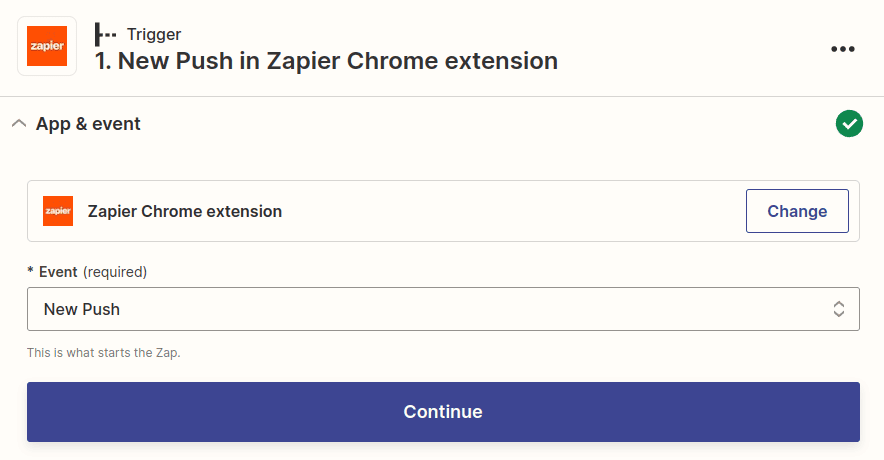 zapier
Trigger
1. New Push in Zapier Chrome extension
App & event
zapier
Zapier Chrome extension
Change
* Event (required)
New Push
This is what starts the Zap.
Continue